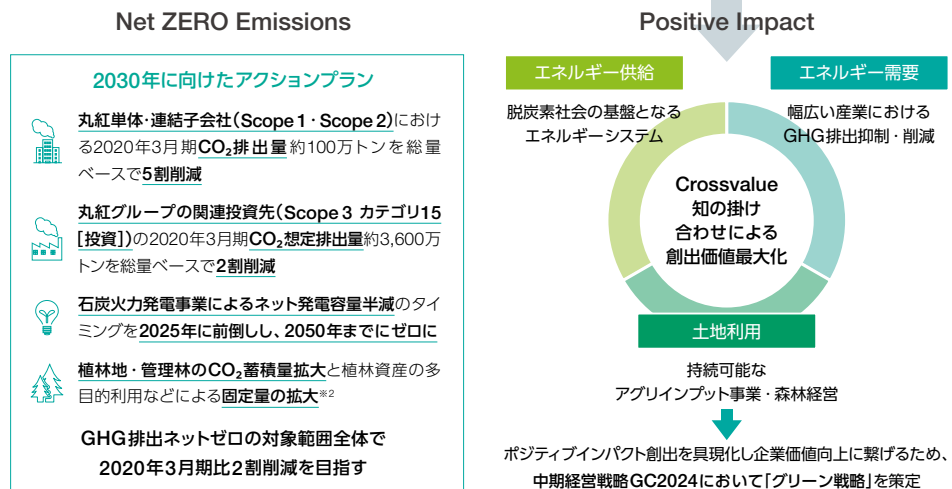 Net ZERO Emissions
2030年に向けたアクションプラン
丸紅単体・連結子会社(Scope 1・Scope 2)におけ
る2020年3月期CO₂排出量約100万トンを総量
ベースで5割削減
丸紅グループの関連投資先(Scope 3 カテゴリ15
[投資])の2020年3月期CO₂想定排出量約3,600万
トンを総量ベースで2割削減
石炭火力発電事業によるネット発電容量半減のタイ
ミングを2025年に前倒しし、2050年までにゼロに
植林地・管理林のCO₂蓄積量拡大と植林資産の多
目的利用などによる固定量の拡大※2
GHG排出ネットゼロの対象範囲全体で
2020年3月期比2割削減を目指す
Positive Impact
エネルギー供給
脱炭素社会の基盤となる
エネルギーシステム
エネルギー需要
幅広い産業における
GHG排出抑制・削減
Crossvalue
知の掛け
合わせによる
創出価値最大化
土地利用
持続可能な
アグリインプット事業・森林経営
ポジティブインパクト創出を具現化し企業価値向上に繋げるため、
中期経営戦略GC2024において「グリーン戦略」を策定